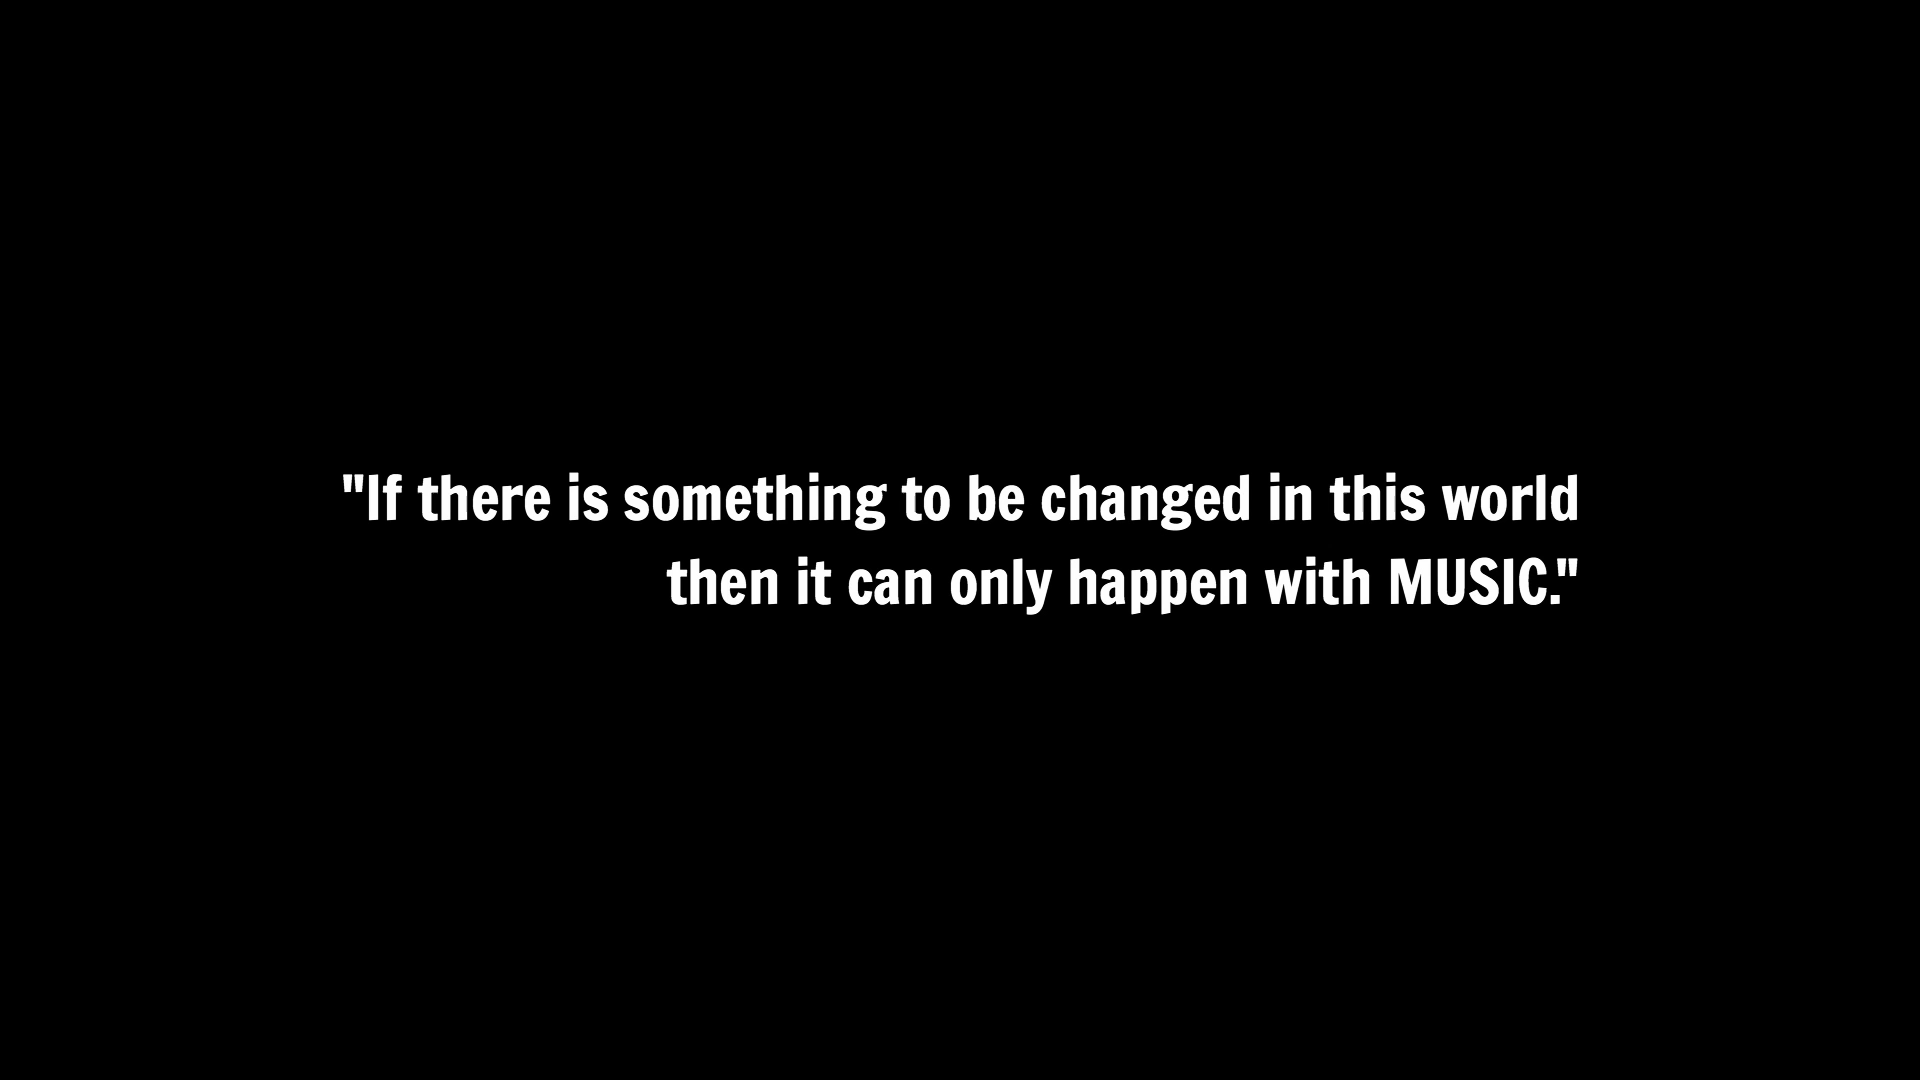 "If there is something to be changed in this world
then it can only happen with MUSIC."